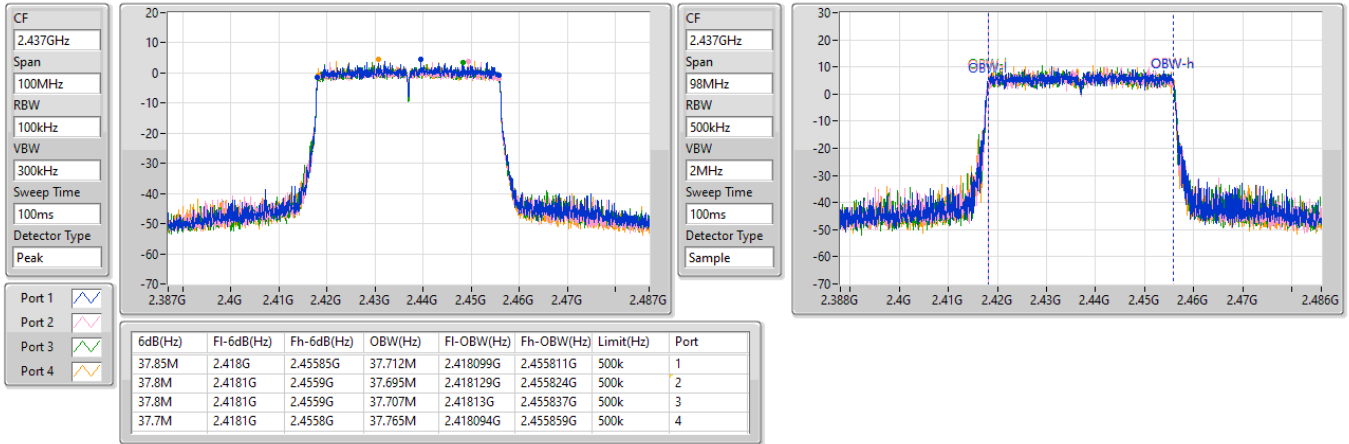 CF
2.437GHz
Span
100MHz
RBW
100kHz
VBW
300kHz
Sweep Time
100ms
Detector Type
Peak
20
10
0
-10
-20
-30
-40
-50
-60
-70
2.387G 2.4G 2.41G 2.42G 2.43G 2.44G 2.45G 2.46G 2.47G 2.487G
CF
2.437GHz
Span
98MHz
RBW
500kHz
VBW
2MHz
Sweep Time
100ms
Detector Type
Sample
30
20
10
0
-10
-20
-30
-40
-50
-60
-70
OBW-h
2.388G 2.4G 2.41G 2.42G 2.43G 2.44G 2.45G 2.46G 2.47G 2.486G
Port 1
Port 2
Port 3
Port 4
6dB(Hz) Fl-6dB(Hz) Fh-6dB(Hz) OBW(Hz) Fl-OBW(Hz) Fh-OBW(Hz) Limit(Hz) Port
37.85M 2.418G 2.45585G 37.712M 2.418099G 2.455811G 500k 1
37.8M 2.4181G 2.4559G 37.695M 2.418129G 2.455824G 500k 2
37.8M 2.4181G 2.4559G 37.707M 2.41813G 2.455837G 500k 3
37.7M 2.4181G 2.4558G 37.765M 2.418094G 2.455859G 500k 4